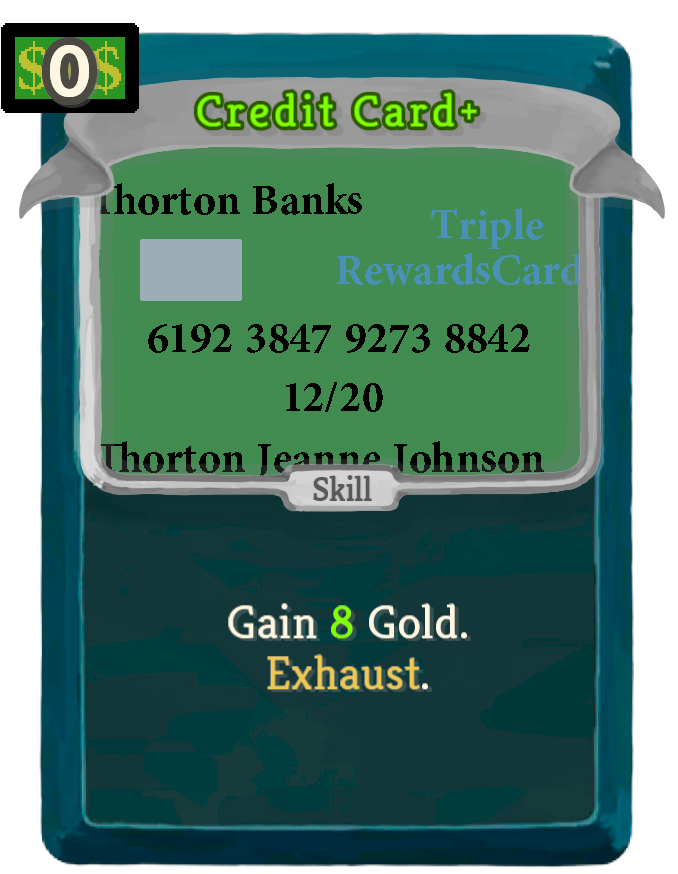 $0$
Credit Card+
Thorton Banks
Triple
RewardsCard
6192 3847 9273 8842
12/20
Thorton Jeanne Johnson
Skill
Gain 8 Gold.
Exhaust.